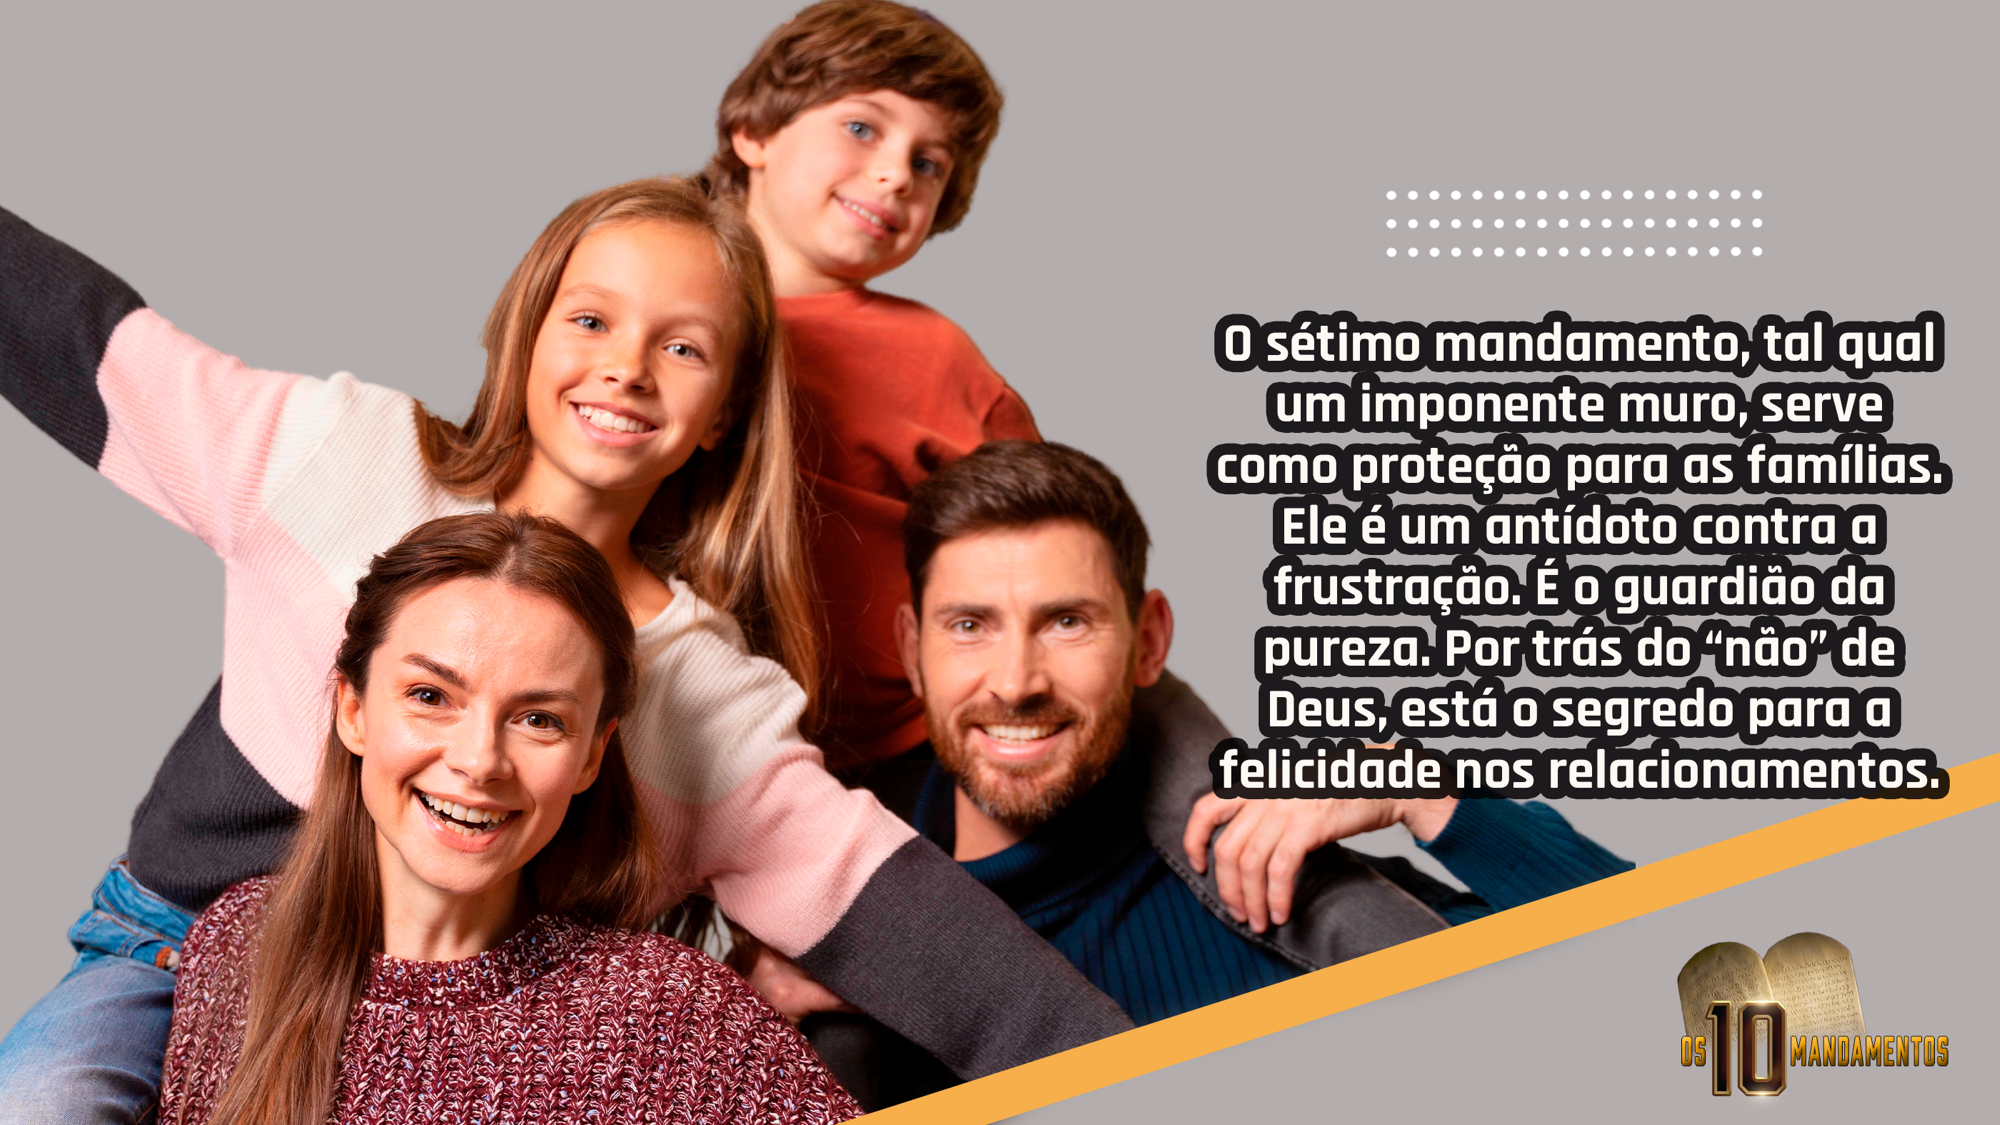 O sétimo mandamento, tal qual
um imponente muro, serve
como proteção para as famílias.
Ele é um antídoto contra a
frustração. É o guardião da
pureza. Por trás do “não” de
Deus, está o segredo para a
felicidade nos relacionamentos.
OS 10 MANDAMENTOS